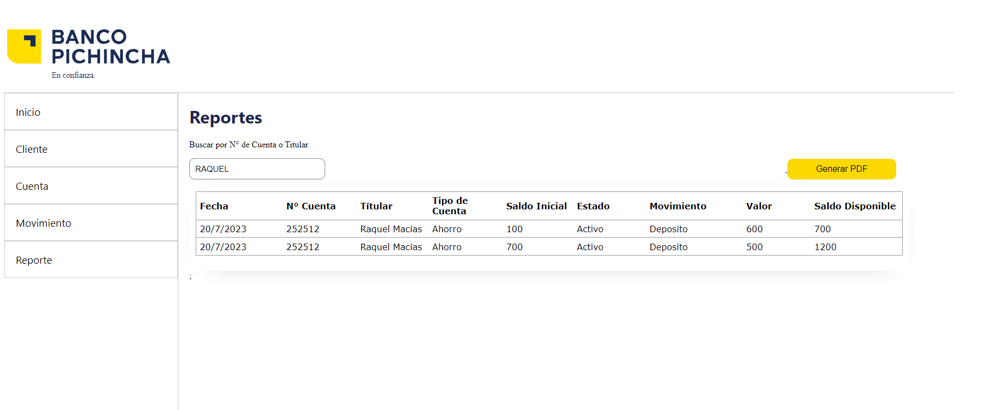 BANCO
PICHINCHA
En confianza.
Inicio
Cliente
Cuenta
Movimiento
Reporte
Reportes
Buscar por N° de Cuenta o Titular
RAQUEL
Generar PDF
Fecha Nº Cuenta Títular Tipo de Cuenta Saldo Inicial Estado Movimiento Valor Saldo Disponible
20/7/2023 252512 Raquel Macías Ahorro 100 Activo Deposito 600 700
20/7/2023 252512 Raquel Macías Ahorro 700 Activo Deposito 500 1200
;